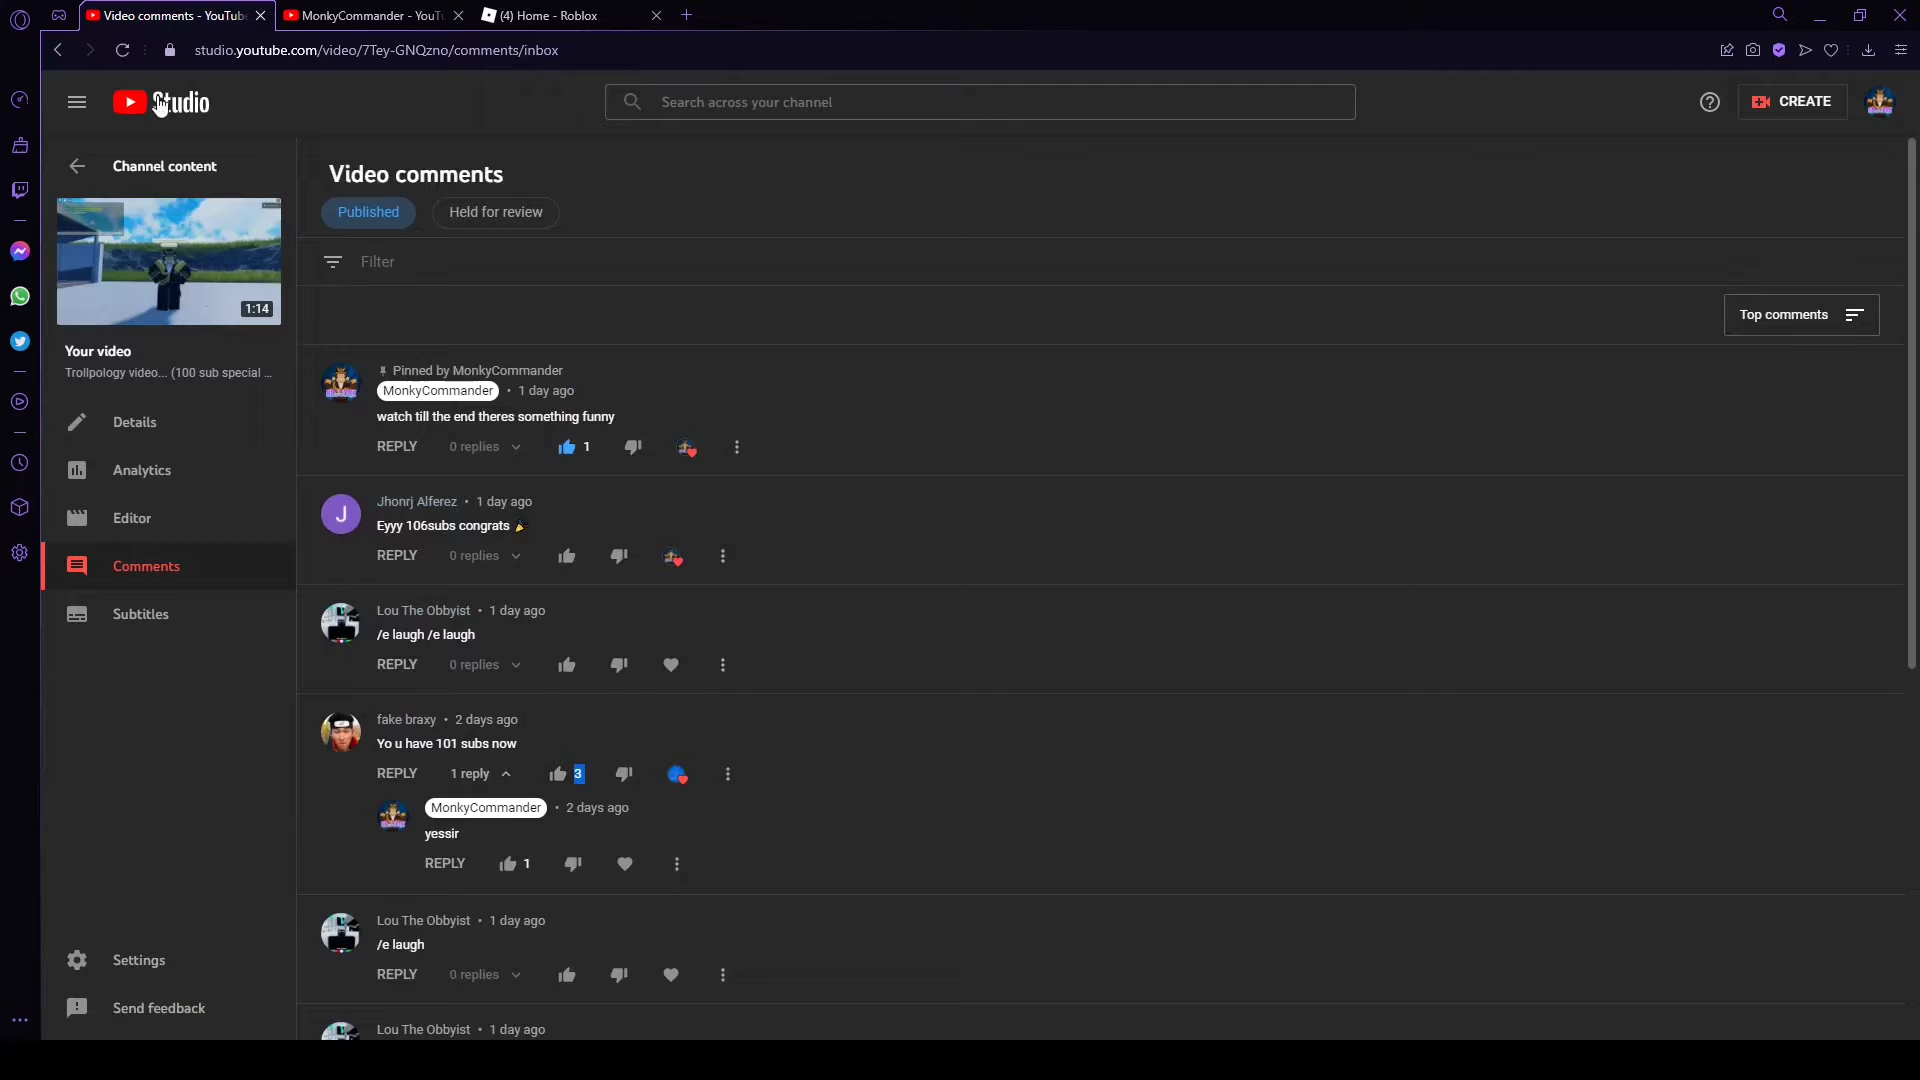 Video comments - YouTub
MonkyCommander - YouTu
(4) Home - Roblox
studio.youtube.com/video/7Tey-GNQzno/comments/inbox
Studio
Search across your channel
CREATE
Channel content
1:14
Your video
Trollpology video... (100 sub special ...
Details
Analytics
Editor
Comments
Subtitles
Settings
Send feedback
Video comments
Published
Held for review
Filter
Top comments
Pinned by MonkyCommander
MonkyCommander • 1 day ago
watch till the end theres something funny
REPLY 0 replies 1
J
Jhonrj Alferez • 1 day ago
Eyyy 106subs congrats 🎉
REPLY 0 replies
Lou The Obbyist • 1 day ago
/e laugh /e laugh
REPLY 0 replies
fake braxy • 2 days ago
Yo u have 101 subs now
REPLY 1 reply 3
MonkyCommander • 2 days ago
yessir
REPLY 1
Lou The Obbyist • 1 day ago
/e laugh
REPLY 0 replies
Lou The Obbyist • 1 day ago